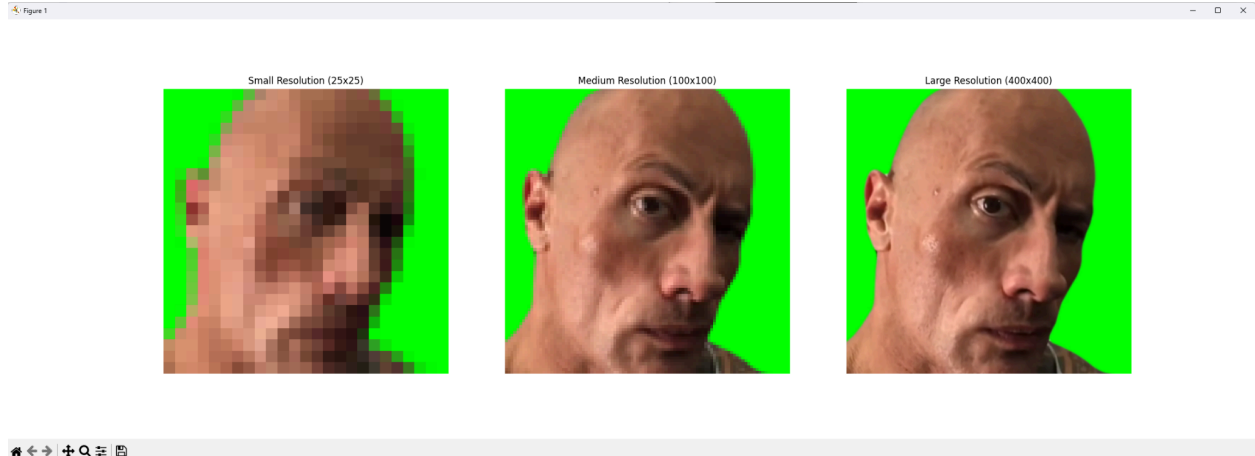 Figure 1
Small Resolution (25x25)
Medium Resolution (100x100)
Large Resolution (400x400)